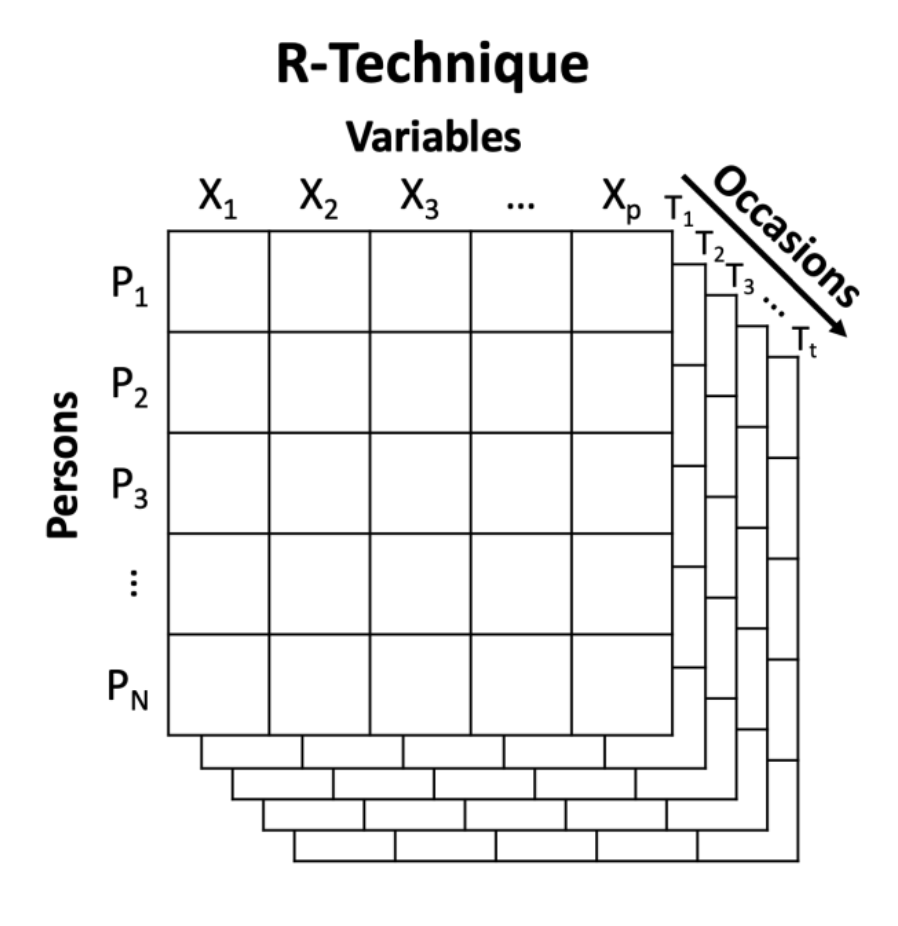 R-Technique
Variables
X1 X2 X3 ... Xp
T1
T2
T3
...
Tt
Occasions
Persons
P1
P2
P3
...
PN